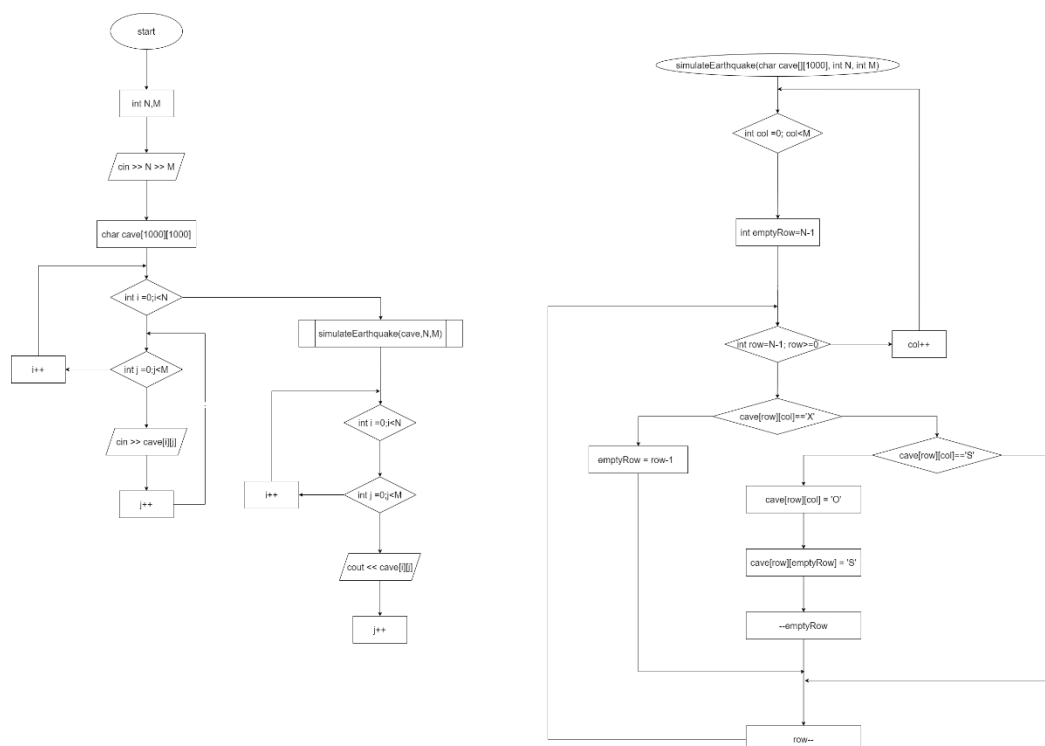 start
int N,M
cin >> N >> M
char cave[1000][1000]
int i =0;i<N
int j =0;j<M
i++
cin >> cave[i][j]
j++
simulateEarthquake(cave,N,M)
int i =0;i<N
int j =0;j<M
i++
cout << cave[i][j]
j++
simulateEarthquake(char cave[][1000], int N, int M)
int col =0; col<M
int emptyRow=N-1
int row=N-1; row>=0
col++
cave[row][col]=='X'
emptyRow = row-1
cave[row][col]=='S'
cave[row][col] = 'O'
cave[row][emptyRow] = 'S'
--emptyRow
row--